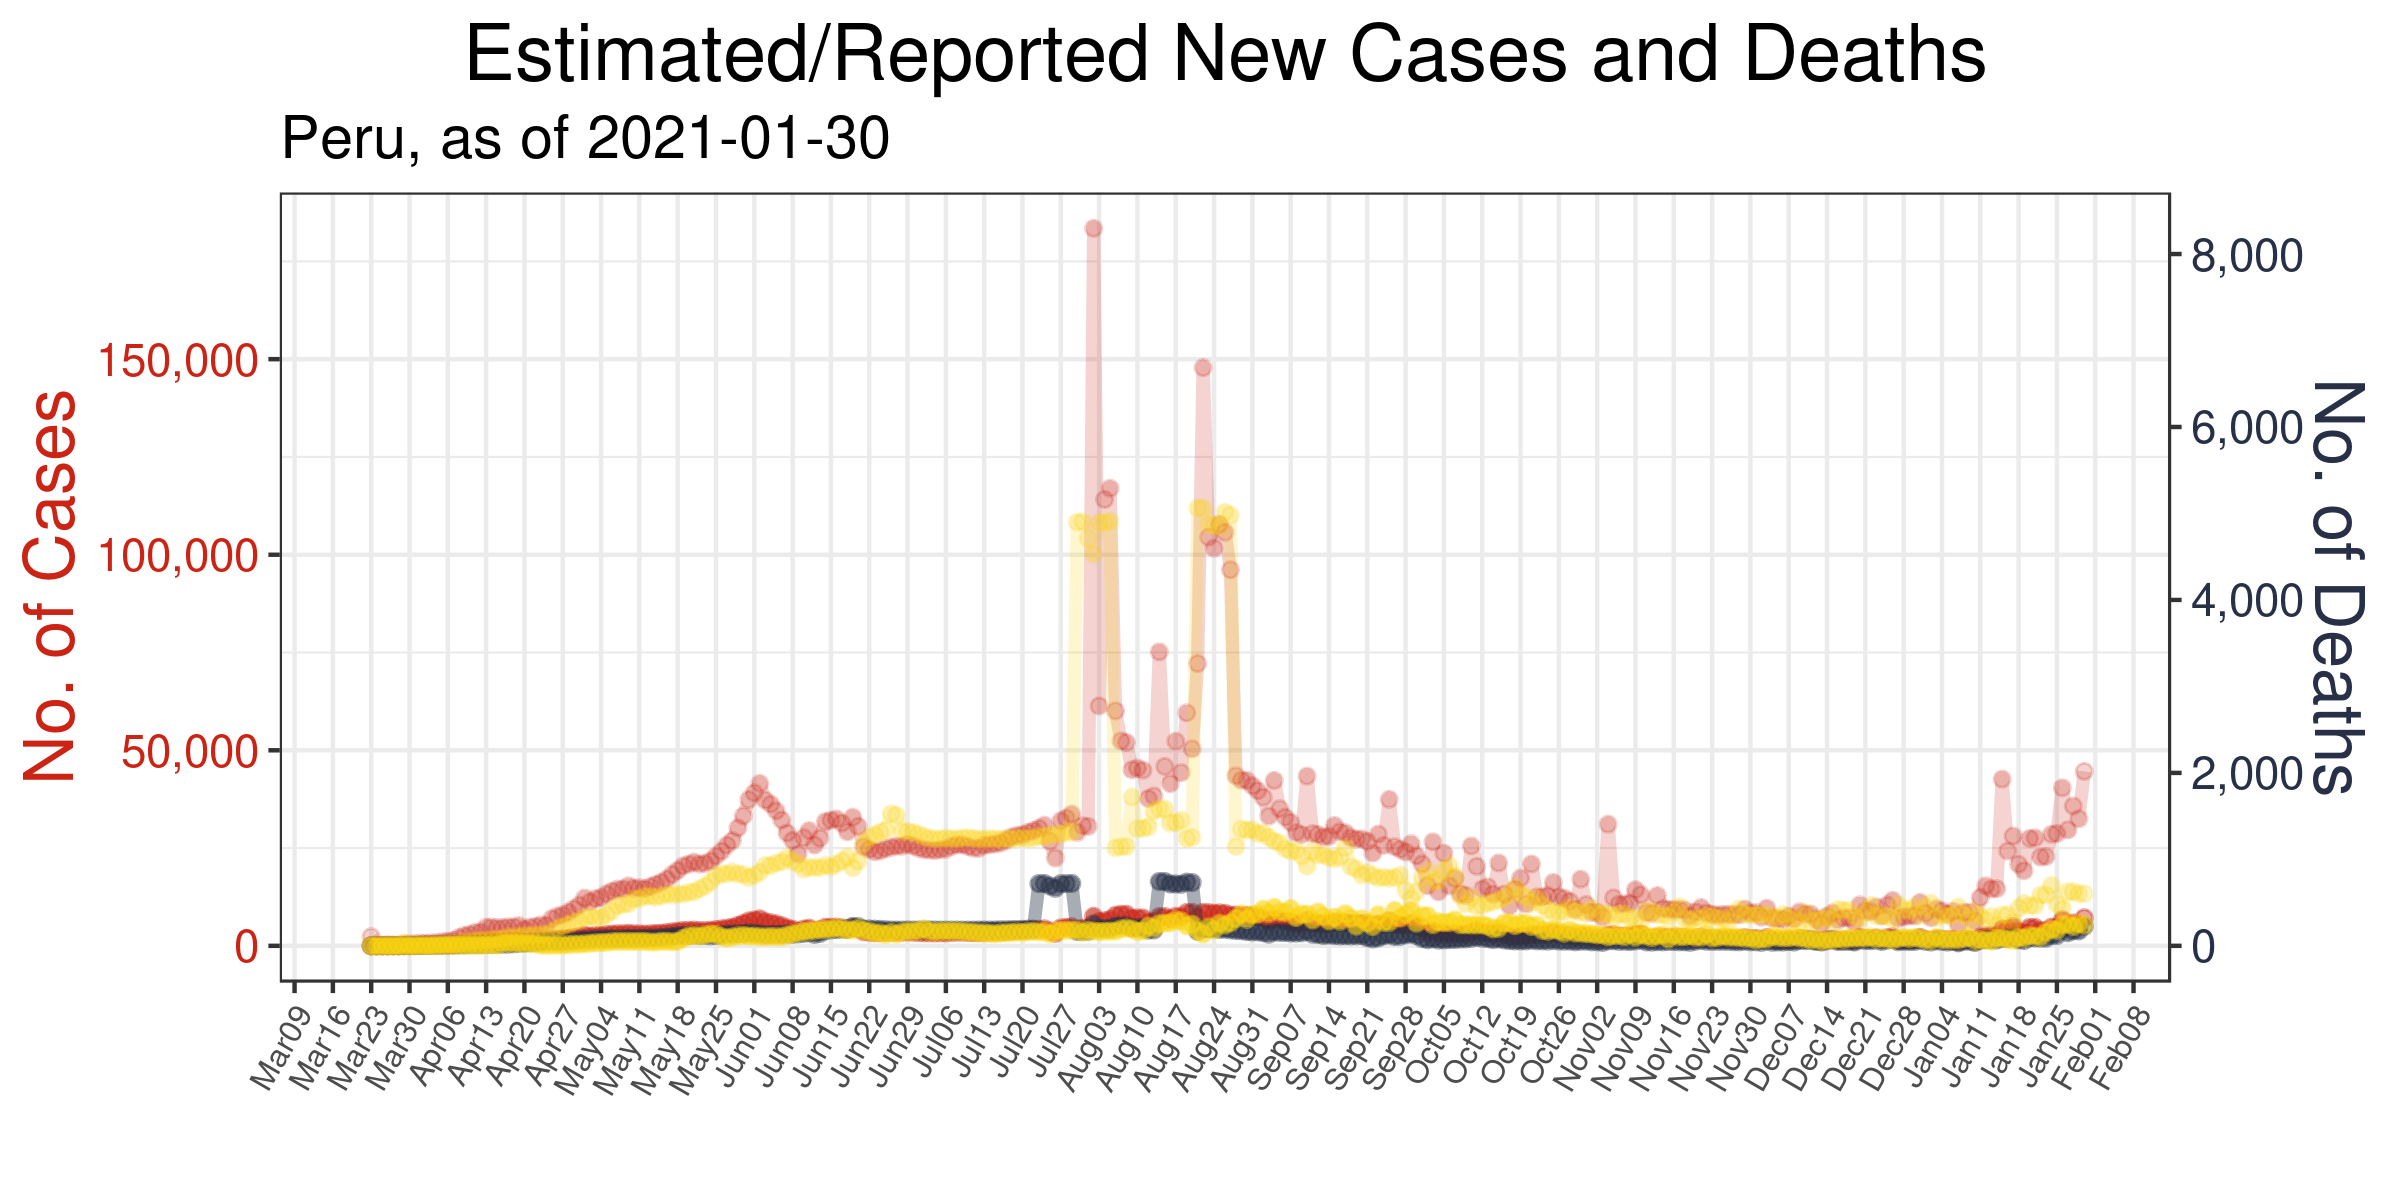 Estimated/Reported New Cases and Deaths
Peru, as of 2021-01-30
No. of Cases
150,000
100,000
50,000
0
8,000
6,000
4,000
2,000
0
No. of Deaths
Mar09
Mar16
Mar23
Mar30
Apr06
Apr13
Apr20
Apr27
May04
May11
May18
May25
Jun01
Jun08
Jun15
Jun22
Jun29
Jul06
Jul13
Jul20
Jul27
Aug03
Aug10
Aug17
Aug24
Aug31
Sep07
Sep14
Sep21
Sep28
Oct05
Oct12
Oct19
Oct26
Nov02
Nov09
Nov16
Nov23
Nov30
Dec07
Dec14
Dec21
Dec28
Jan04
Jan11
Jan18
Jan25
Feb01
Feb08